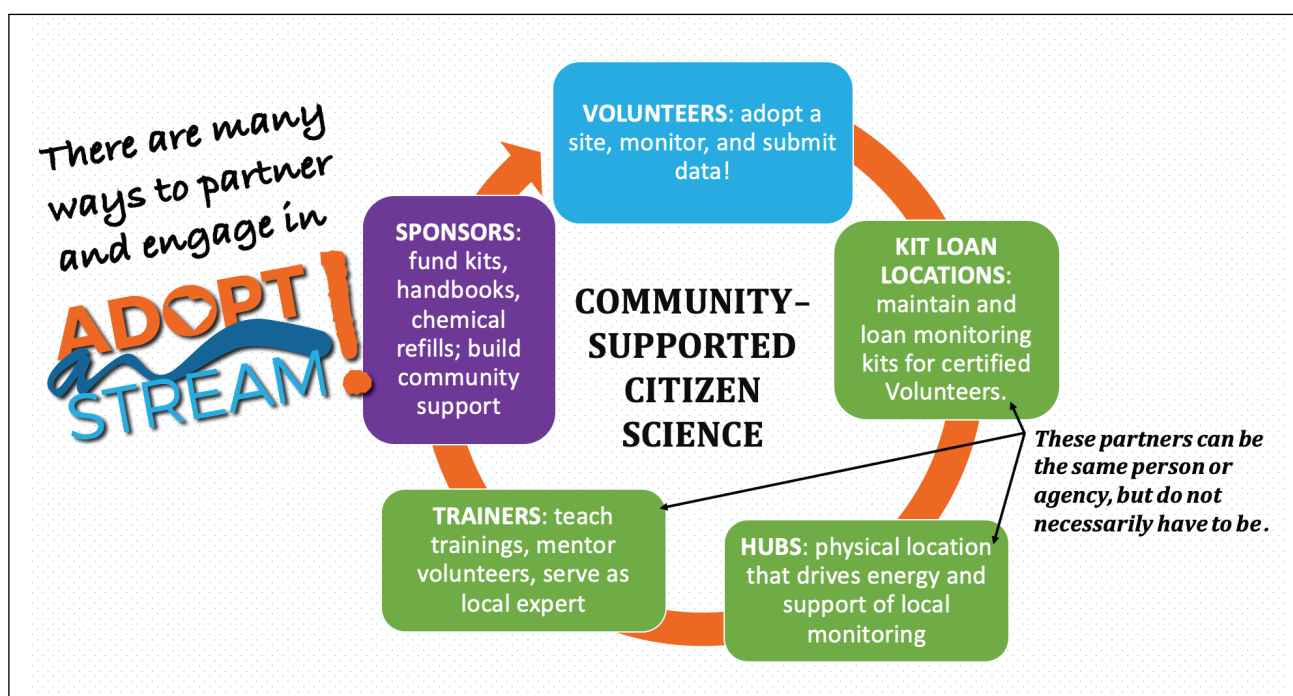 There are many
ways to partner
and engage in
ADOPT
a
STREAM!
VOLUNTEERS: adopt a
site, monitor, and submit
data!
KIT LOAN
LOCATIONS:
maintain and
loan monitoring
kits for certified
Volunteers.
These partners can be
the same person or
agency, but do not
necessarily have to be.
HUBS: physical location
that drives energy and
support of local
monitoring
TRAINERS: teach
trainings, mentor
volunteers, serve as
local expert
SPONSORS:
fund kits,
handbooks,
chemical
refills; build
community
support
COMMUNITY–
SUPPORTED
CITIZEN
SCIENCE